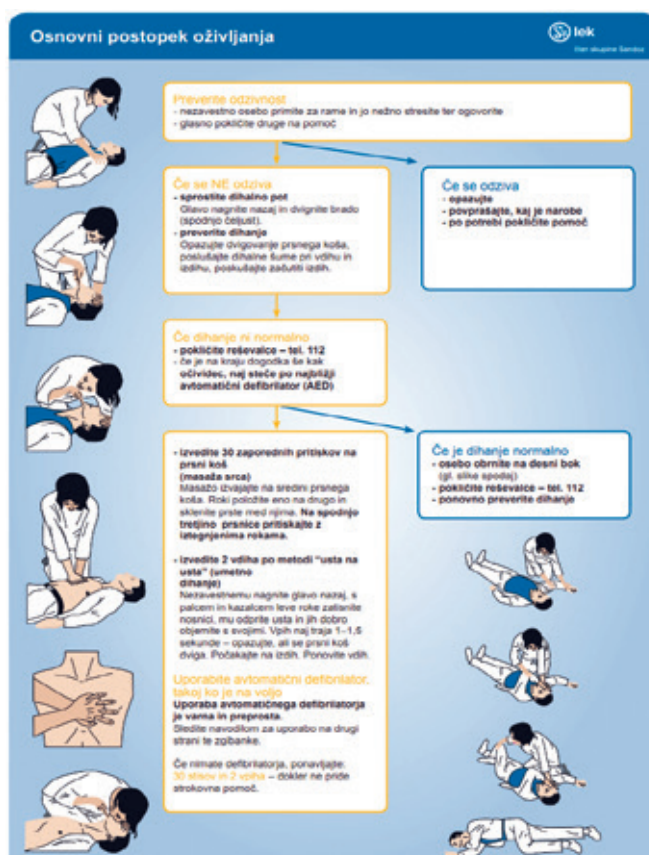 Osnovni postopek oživljanja
lek
član skupine Sandoz
Preverite odzivnost
- nezavestno osebo primite za rame in jo nežno stresite ter ogovorite
- glasno pokličite druge na pomoč
Če se NE odziva
- sprostite dihalno pot
Glavo nagnite nazaj in dvignite brado
(spodnjo čeljust).
- preverite dihanje
Opazujte dvigovanje prsnega koša,
poslušajte dihalne šume pri vdihu in
izdihu, poskušajte začutiti izdih.
Če se odziva
- opazujte
- povprašajte, kaj je narobe
- po potrebi pokličite pomoč
Če dihanje ni normalno
- pokličite reševalce – tel. 112
- če je na kraju dogodka še kak
očividec, naj steče po najbližji
avtomatični defibrilator (AED)
- izvedite 30 zaporednih pritiskov na
prsni koš
(masaža srca)
Masažo izvajajte na sredini prsnega
koša. Roki položite eno na drugo in
sklenite prste med njima. Na spodnjo
tretjino prsnice pritiskajte z
iztegnjenima rokama.
- izvedite 2 vdiha po metodi "usta na
usta" (umetno
dihanje)
Nezavestnemu nagnite glavo nazaj, s
palcem in kazalcem leve roke zatisnite
nosnici, mu odprite usta in jih dobro
objemite s svojimi. Vpih naj traja 1–1,5
sekunde – opazujte, ali se prsni koš
dviga. Počakajte na izdih. Ponovite vdih.
Uporabite avtomatični defibrilator,
takoj ko je na voljo
Uporaba avtomatičnega defibrilatorja
je varna in preprosta.
Sledite navodilom za uporabo na drugi
strani te zgibanke.
Če nimate defibrilatorja, ponavljajte:
30 stisov in 2 vpiha – dokler ne pride
strokovna pomoč.
Če je dihanje normalno
- osebo obrnite na desni bok
(gl. slike spodaj)
- pokličite reševalce – tel. 112
- ponovno preverite dihanje